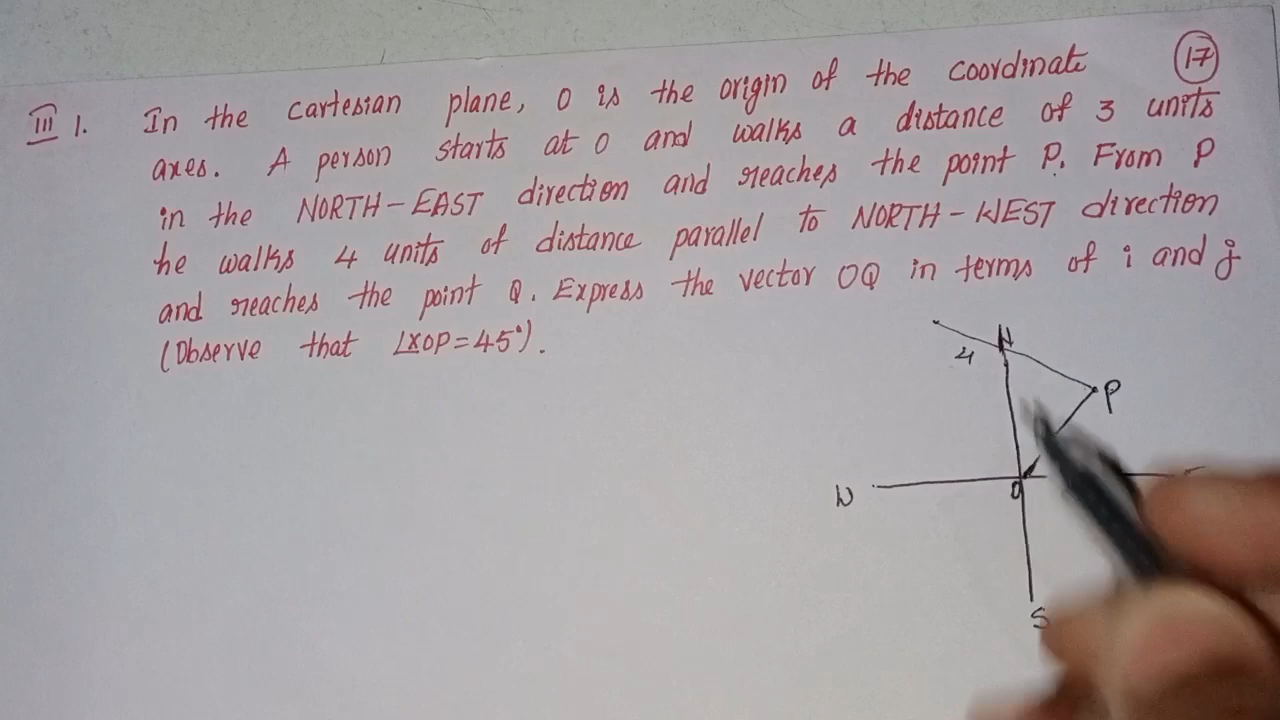 17
III 1. In the cartesian plane, O is the origin of the coordinate
axes. A person starts at O and walks a distance of 3 units
in the NORTH-EAST direction and reaches the point P. From P
he walks 4 units of distance parallel to NORTH-WEST direction
and reaches the point Q. Express the vector OQ in terms of i and j
(Observe that ∠XOP=45°).
N
4
P
W
O
S